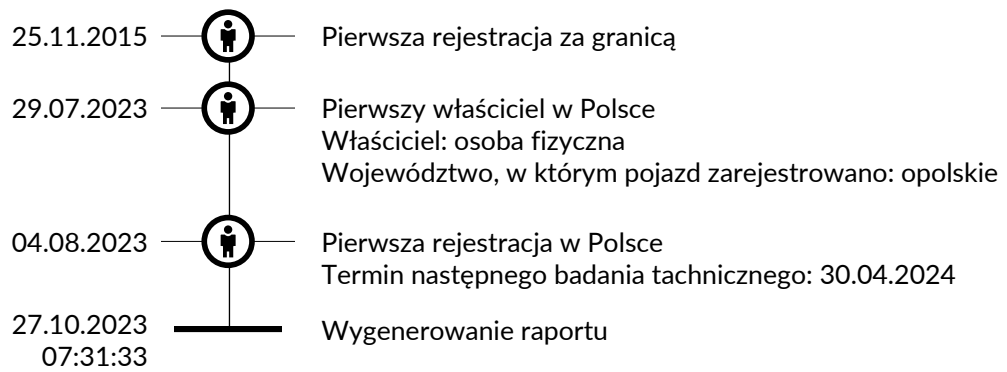 25.11.2015 Pierwsza rejestracja za granicą
29.07.2023 Pierwszy właściciel w Polsce
Właściciel: osoba fizyczna
Województwo, w którym pojazd zarejestrowano: opolskie
04.08.2023 Pierwsza rejestracja w Polsce
Termin następnego badania tachnicznego: 30.04.2024
27.10.2023 Wygenerowanie raportu
07:31:33